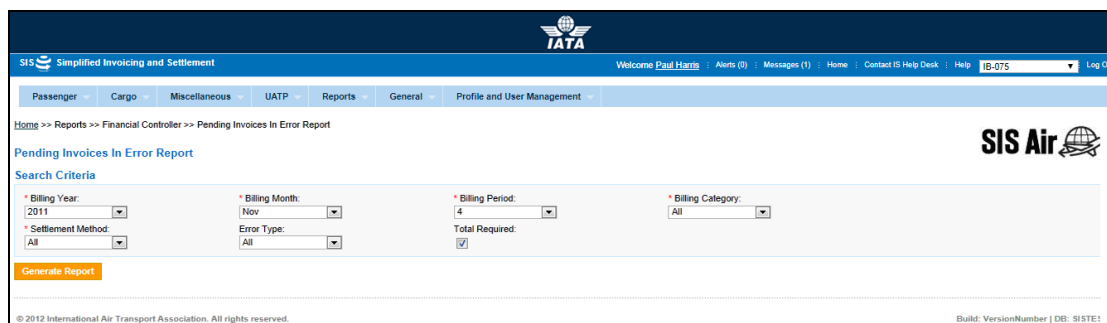 IATA
SIS Simplified Invoicing and Settlement Welcome Paul Harris : Alerts (0) : Messages (1) : Home : Contact IS Help Desk : Help IB-075 Log O
Passenger Cargo Miscellaneous UATP Reports General Profile and User Management
Home >> Reports >> Financial Controller >> Pending Invoices In Error Report
SIS Air
Pending Invoices In Error Report
Search Criteria
* Billing Year: * Billing Month: * Billing Period: * Billing Category:
2011 Nov 4 All
* Settlement Method: Error Type: Total Required:
All All
Generate Report
© 2012 International Air Transport Association. All rights reserved. Build: VersionNumber | DB: SISTES